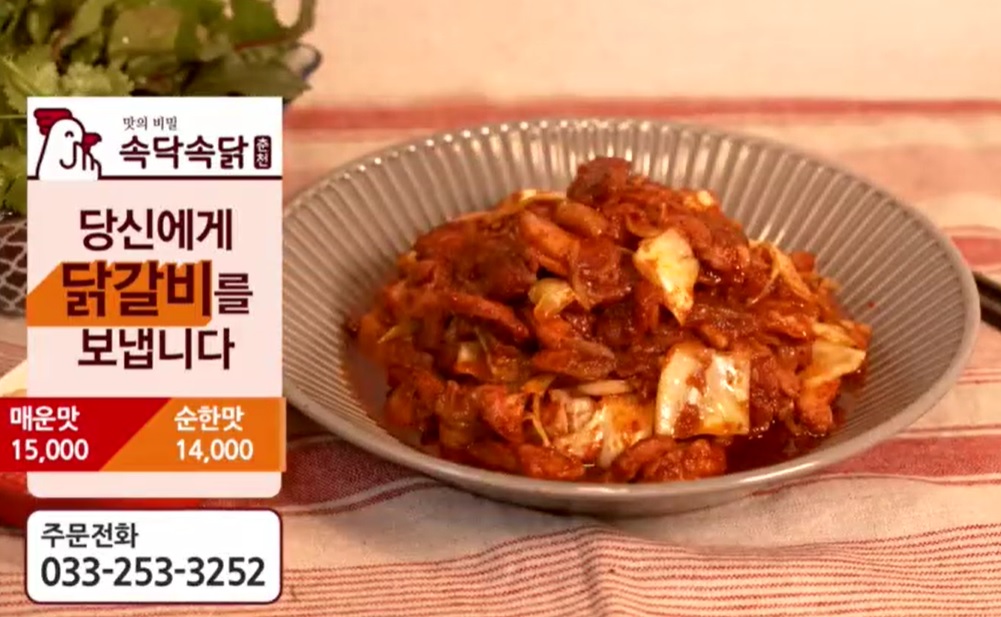 맛의 비밀
속닥속닭 춘천
당신에게
닭갈비를
보냅니다
매운맛 순한맛
15,000 14,000
주문전화
033-253-3252